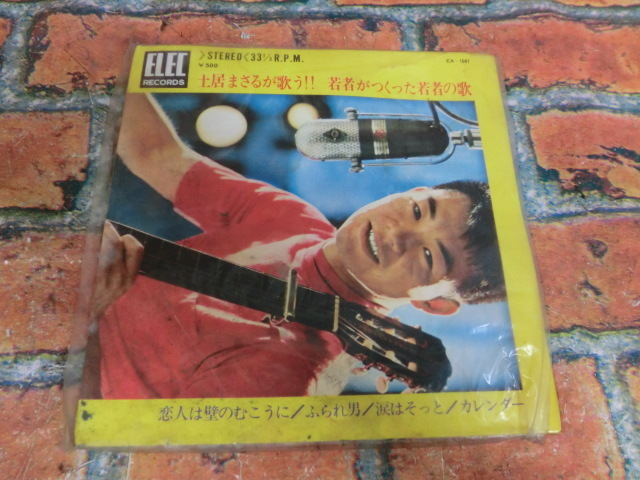 ELEC
RECORDS
STEREO 33⅓ R.P.M.
¥500
土居まさるが歌う!! 若者がつくった若者の歌
恋人は壁のむこうに/ふられ男/涙はそっと/カレンダー